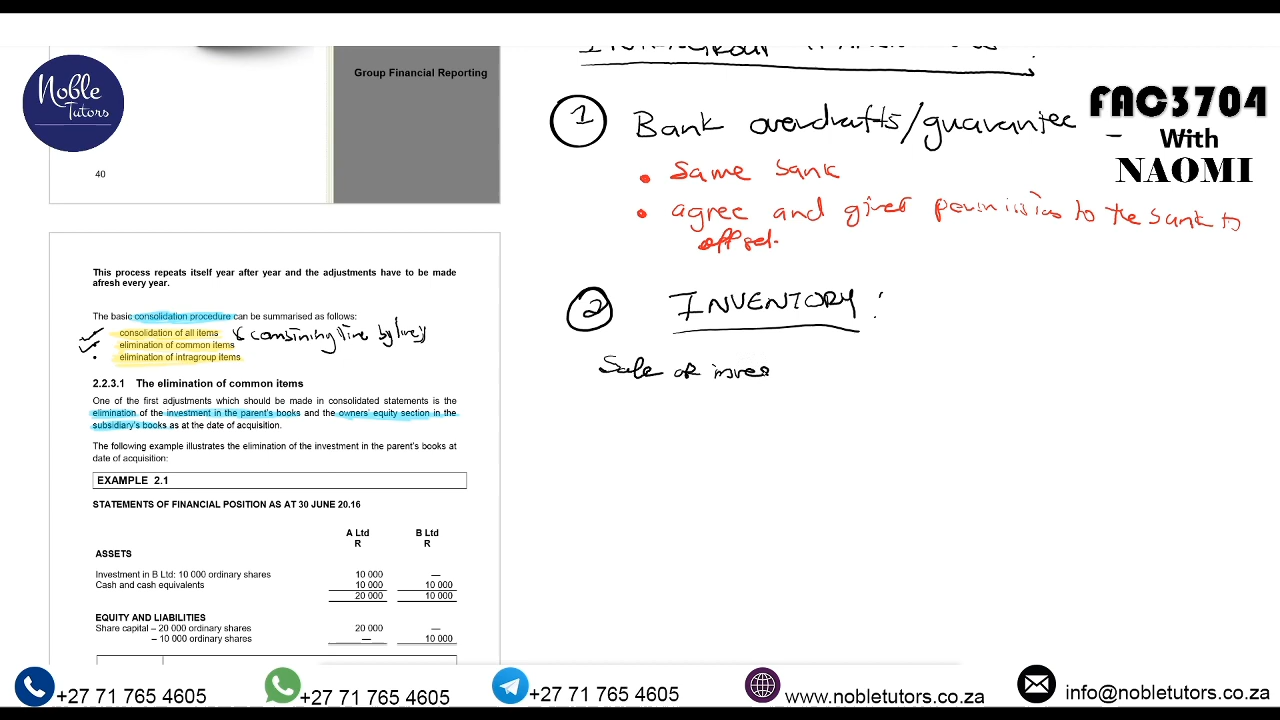 Noble
Tutors
Group Financial Reporting
40
FAC3704
With
NAOMI
This process repeats itself year after year and the adjustments have to be made
afresh every year.
The basic consolidation procedure can be summarised as follows:
• consolidation of all items
• elimination of common items
• elimination of intragroup items
combining line by line
2.2.3.1 The elimination of common items
One of the first adjustments which should be made in consolidated statements is the
elimination of the investment in the parent's books and the owners' equity section in the
subsidiary's books as at the date of acquisition.
The following example illustrates the elimination of the investment in the parent's books at
date of acquisition:
EXAMPLE 2.1
STATEMENTS OF FINANCIAL POSITION AS AT 30 JUNE 20.16
A Ltd B Ltd
R R
ASSETS
Investment in B Ltd: 10 000 ordinary shares 10 000 —
Cash and cash equivalents 10 000 10 000
20 000 10 000
EQUITY AND LIABILITIES
Share capital – 20 000 ordinary shares 20 000 —
– 10 000 ordinary shares — 10 000
① Bank overdrafts/guarantee -
• Same bank
• agree and gives permission to the bank to
offset.
② INVENTORY:
Sale of inve
+27 71 765 4605
+27 71 765 4605
+27 71 765 4605
www.nobletutors.co.za
info@nobletutors.co.za